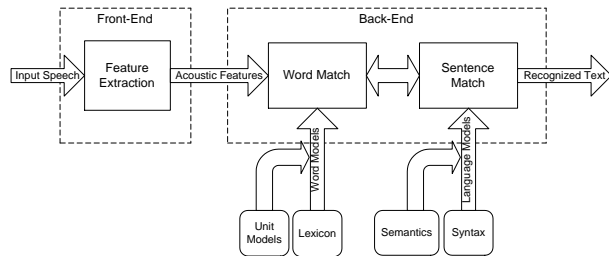 Front-End
Back-End
Input Speech
Feature
Extraction
Acoustic Features
Word Match
Sentence
Match
Recognized Text
Word Models
Language Models
Unit
Models
Lexicon
Semantics
Syntax